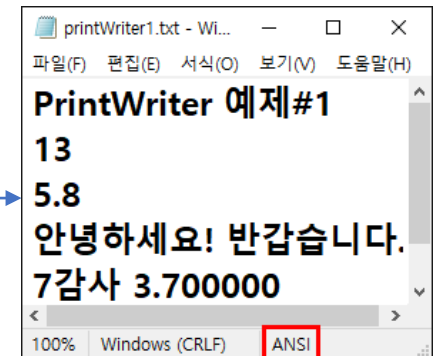 printWriter1.txt - Wi...
파일(F) 편집(E) 서식(O) 보기(V) 도움말(H)
PrintWriter 예제#1
13
5.8
안녕하세요! 반갑습니다.
7감사 3.700000
100% Windows (CRLF) ANSI